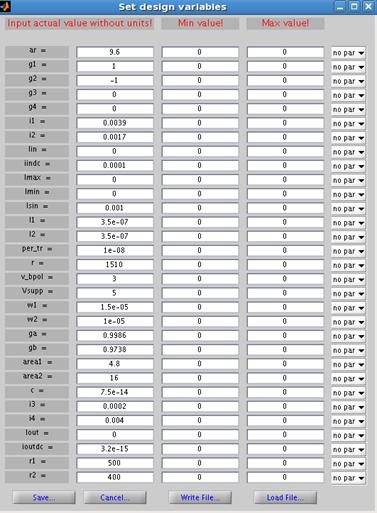 Set design variables
Input actual value without units! Min value! Max value!
ar = 9.6 0 0 no par
g1 = 1 0 0 no par
g2 = -1 0 0 no par
g3 = 0 0 0 no par
g4 = 0 0 0 no par
i1 = 0.0039 0 0 no par
i2 = 0.0017 0 0 no par
Iin = 0 0 0 no par
iindc = 0.0001 0 0 no par
Imax = 0 0 0 no par
Imin = 0 0 0 no par
Isin = 0.001 0 0 no par
l1 = 3.5e-07 0 0 no par
l2 = 3.5e-07 0 0 no par
per_tr = 1e-08 0 0 no par
r = 1510 0 0 no par
v_bpol = 3 0 0 no par
Vsupp = 5 0 0 no par
w1 = 1.5e-05 0 0 no par
w2 = 1e-05 0 0 no par
ga = 0.9986 0 0 no par
gb = 0.9738 0 0 no par
area1 = 4.8 0 0 no par
area2 = 16 0 0 no par
c = 7.5e-14 0 0 no par
i3 = 0.0002 0 0 no par
i4 = 0.004 0 0 no par
Iout = 0 0 0 no par
ioutdc = 3.2e-15 0 0 no par
r1 = 500 0 0 no par
r2 = 400 0 0 no par
Save... Cancel... Write File... Load File...